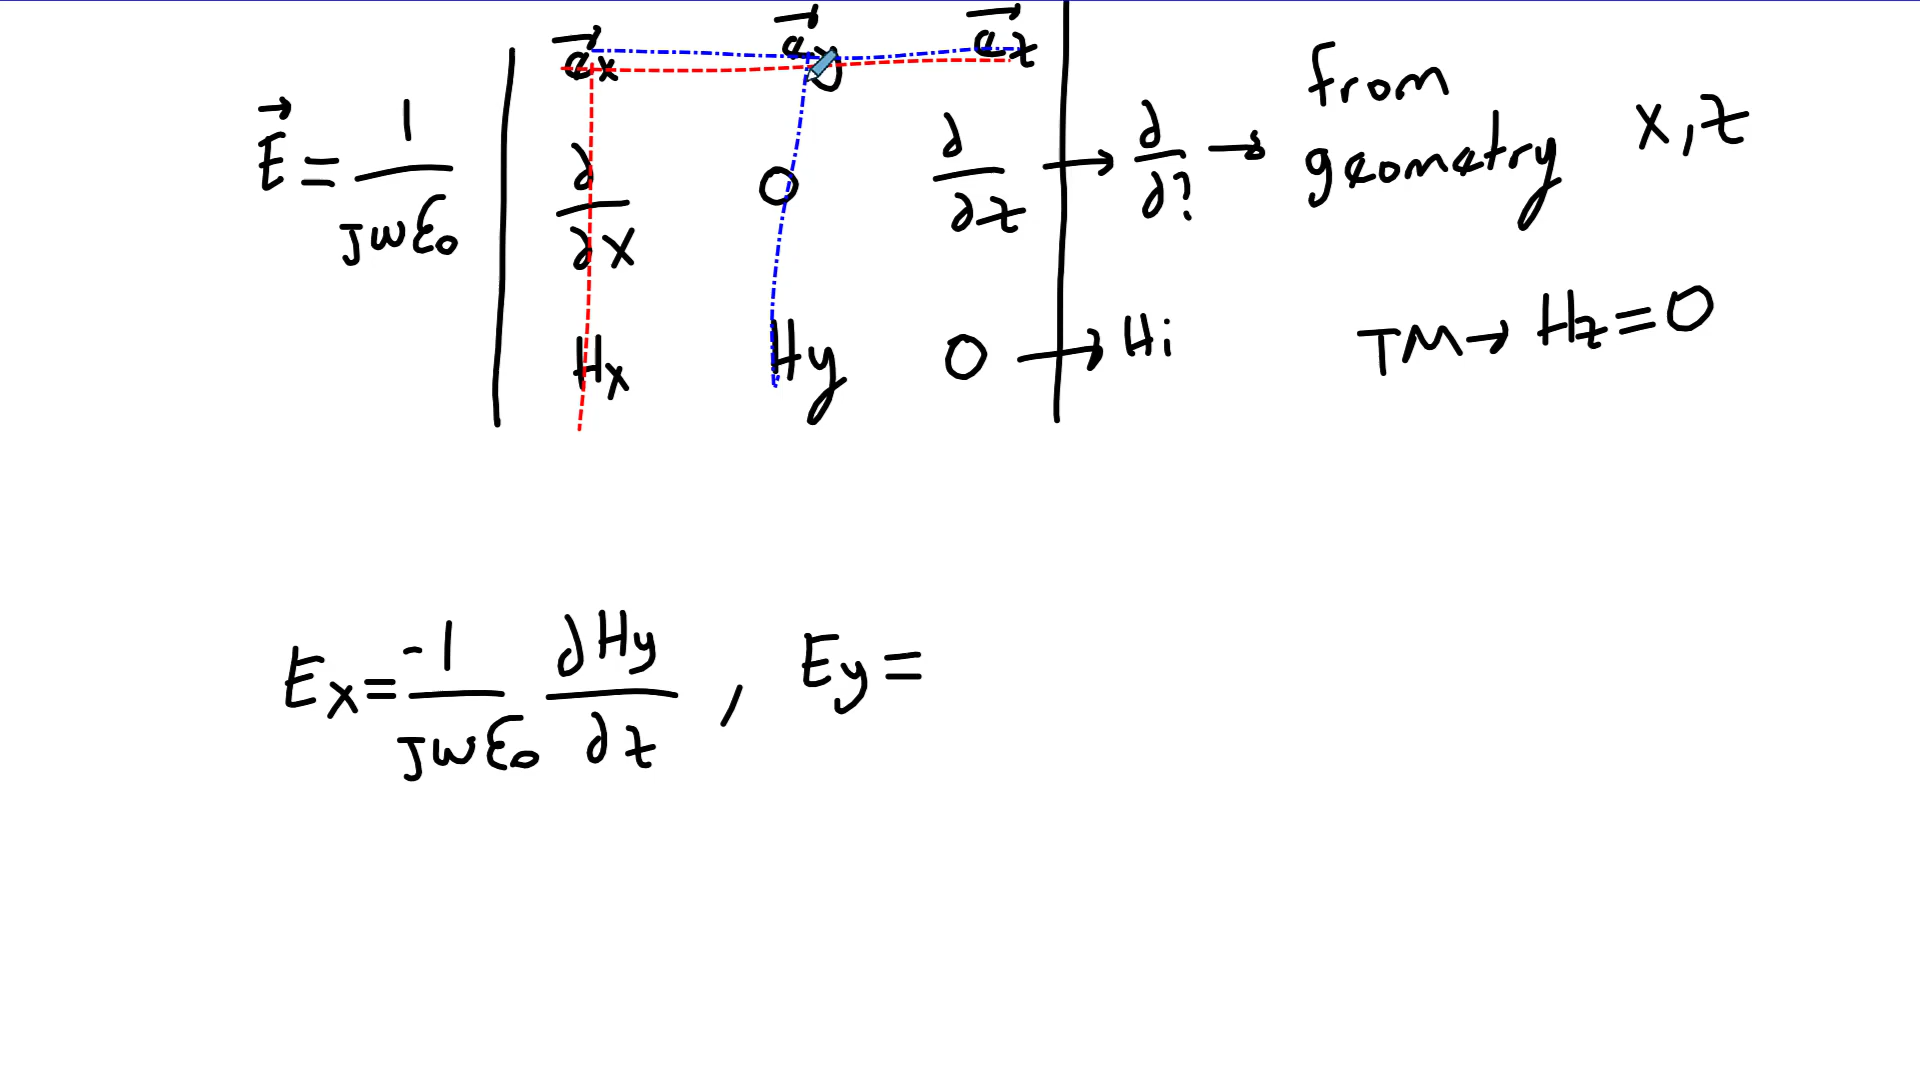 E⃗ = 1/(jωε₀) | a⃗x a⃗y a⃗z |
| ∂/∂x 0 ∂/∂z | → ∂/∂? → from geometry x, z
| Hx Hy 0 | → Hi TM → Hz = 0
Ex = -1/(jωε₀) ∂Hy/∂z , Ey =